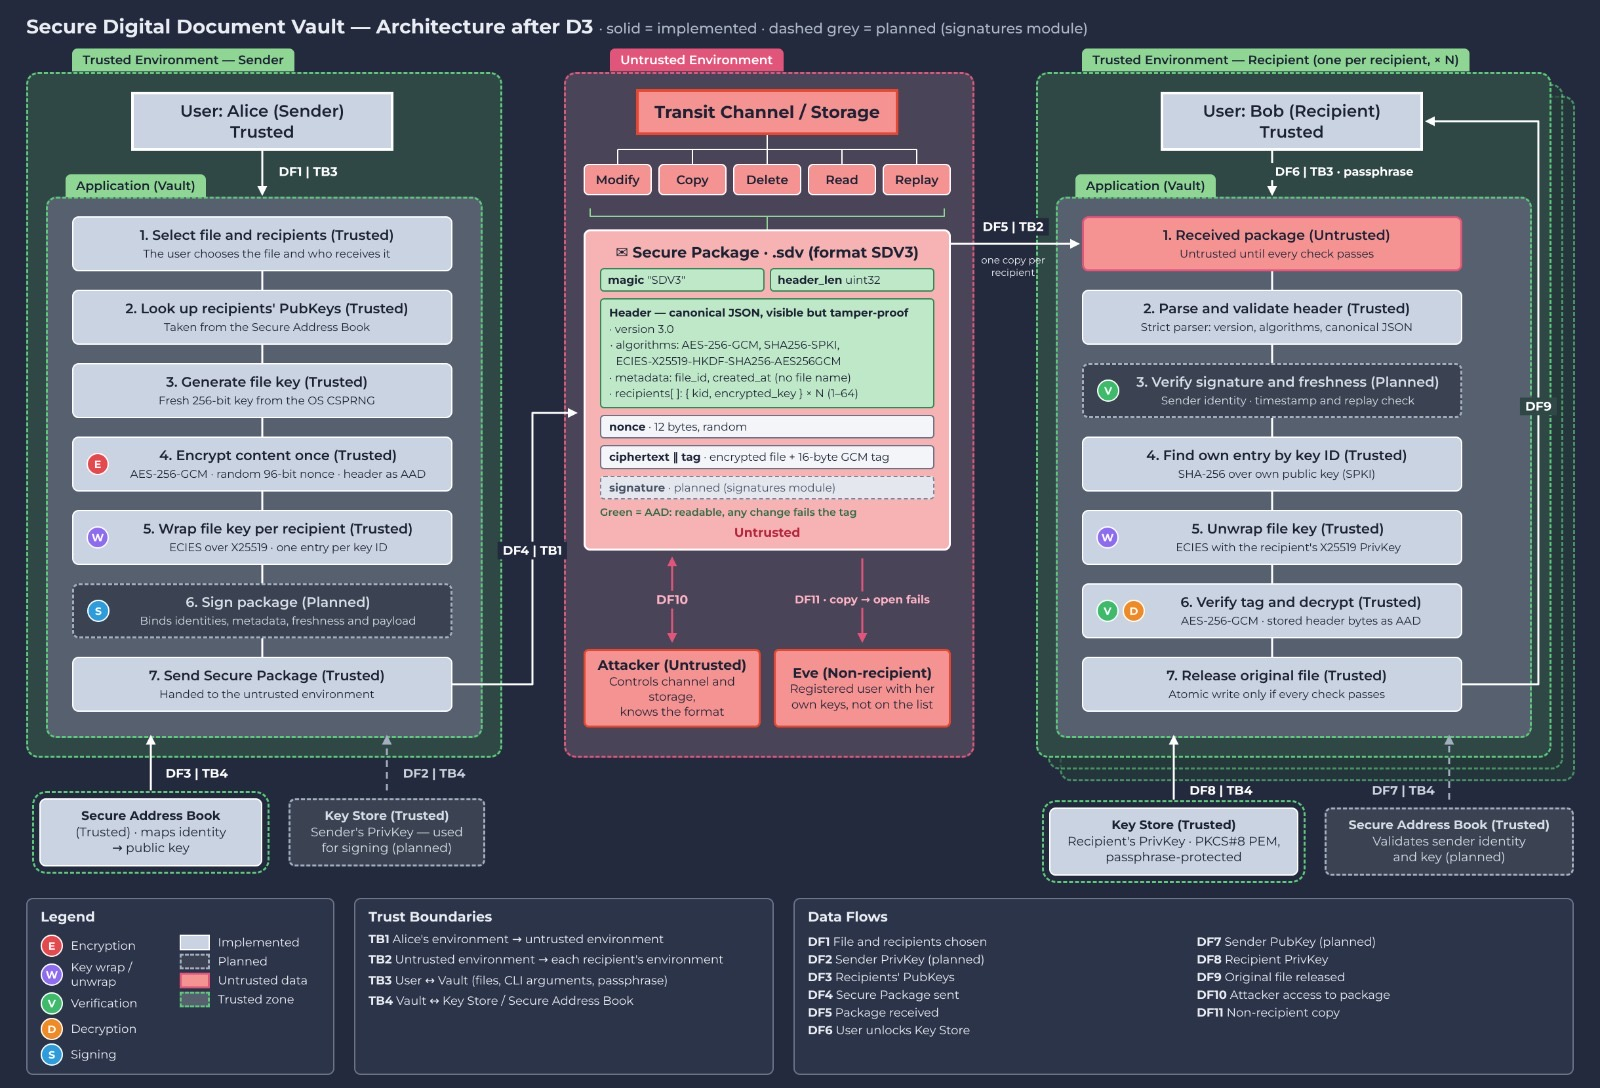 Secure Digital Document Vault — Architecture after D3 · solid = implemented · dashed grey = planned (signatures module)
Trusted Environment — Sender
User: Alice (Sender)
Trusted
DF1 | TB3
Application (Vault)
1. Select file and recipients (Trusted)
The user chooses the file and who receives it
2. Look up recipients' PubKeys (Trusted)
Taken from the Secure Address Book
3. Generate file key (Trusted)
Fresh 256-bit key from the OS CSPRNG
E
4. Encrypt content once (Trusted)
AES-256-GCM · random 96-bit nonce · header as AAD
W
5. Wrap file key per recipient (Trusted)
ECIES over X25519 · one entry per key ID
S
6. Sign package (Planned)
Binds identities, metadata, freshness and payload
7. Send Secure Package (Trusted)
Handed to the untrusted environment
DF3 | TB4
DF2 | TB4
Secure Address Book
(Trusted) · maps identity
→ public key
Key Store (Trusted)
Sender's PrivKey — used
for signing (planned)
DF4 | TB1
Untrusted Environment
Transit Channel / Storage
Modify
Copy
Delete
Read
Replay
✉ Secure Package · .sdv (format SDV3)
magic "SDV3"
header_len uint32
Header — canonical JSON, visible but tamper-proof
· version 3.0
· algorithms: AES-256-GCM, SHA256-SPKI,
ECIES-X25519-HKDF-SHA256-AES256GCM
· metadata: file_id, created_at (no file name)
· recipients[ ]: { kid, encrypted_key } × N (1–64)
nonce · 12 bytes, random
ciphertext ‖ tag · encrypted file + 16-byte GCM tag
signature · planned (signatures module)
Green = AAD: readable, any change fails the tag
Untrusted
DF10
DF11 · copy → open fails
Attacker (Untrusted)
Controls channel and
storage,
knows the format
Eve (Non-recipient)
Registered user with her
own keys, not on the list
DF5 | TB2
one copy per
recipient
Trusted Environment — Recipient (one per recipient, × N)
User: Bob (Recipient)
Trusted
DF6 | TB3 · passphrase
Application (Vault)
1. Received package (Untrusted)
Untrusted until every check passes
2. Parse and validate header (Trusted)
Strict parser: version, algorithms, canonical JSON
V
3. Verify signature and freshness (Planned)
Sender identity · timestamp and replay check
4. Find own entry by key ID (Trusted)
SHA-256 over own public key (SPKI)
W
5. Unwrap file key (Trusted)
ECIES with the recipient's X25519 PrivKey
V
D
6. Verify tag and decrypt (Trusted)
AES-256-GCM · stored header bytes as AAD
7. Release original file (Trusted)
Atomic write only if every check passes
DF9
DF8 | TB4
DF7 | TB4
Key Store (Trusted)
Recipient's PrivKey · PKCS#8 PEM,
passphrase-protected
Secure Address Book (Trusted)
Validates sender identity
and key (planned)
Legend
E Encryption
W Key wrap /
unwrap
V Verification
D Decryption
S Signing
Implemented
Planned
Untrusted data
Trusted zone
Trust Boundaries
TB1 Alice's environment → untrusted environment
TB2 Untrusted environment → each recipient's environment
TB3 User ↔ Vault (files, CLI arguments, passphrase)
TB4 Vault ↔ Key Store / Secure Address Book
Data Flows
DF1 File and recipients chosen
DF2 Sender PrivKey (planned)
DF3 Recipients' PubKeys
DF4 Secure Package sent
DF5 Package received
DF6 User unlocks Key Store
DF7 Sender PubKey (planned)
DF8 Recipient PrivKey
DF9 Original file released
DF10 Attacker access to package
DF11 Non-recipient copy